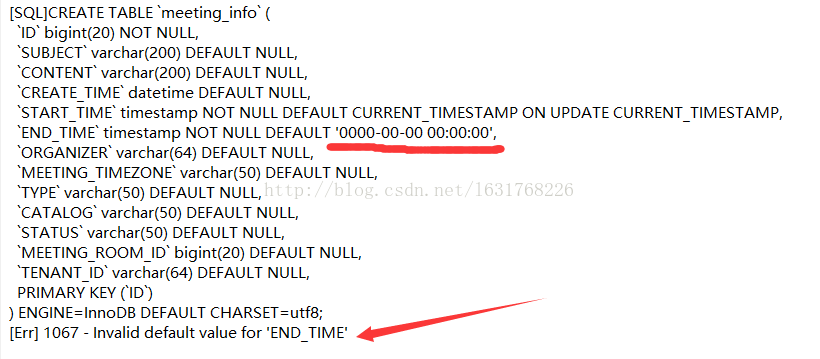 [SQL]CREATE TABLE `meeting_info` (
`ID` bigint(20) NOT NULL,
`SUBJECT` varchar(200) DEFAULT NULL,
`CONTENT` varchar(200) DEFAULT NULL,
`CREATE_TIME` datetime DEFAULT NULL,
`START_TIME` timestamp NOT NULL DEFAULT CURRENT_TIMESTAMP ON UPDATE CURRENT_TIMESTAMP,
`END_TIME` timestamp NOT NULL DEFAULT '0000-00-00 00:00:00',
`ORGANIZER` varchar(64) DEFAULT NULL,
`MEETING_TIMEZONE` varchar(50) DEFAULT NULL,
`TYPE` varchar(50) DEFAULT NULL,
http://blog.csdn.net/1631768226
`CATALOG` varchar(50) DEFAULT NULL,
`STATUS` varchar(50) DEFAULT NULL,
`MEETING_ROOM_ID` bigint(20) DEFAULT NULL,
`TENANT_ID` varchar(64) DEFAULT NULL,
PRIMARY KEY (`ID`)
) ENGINE=InnoDB DEFAULT CHARSET=utf8;
[Err] 1067 - Invalid default value for 'END_TIME'